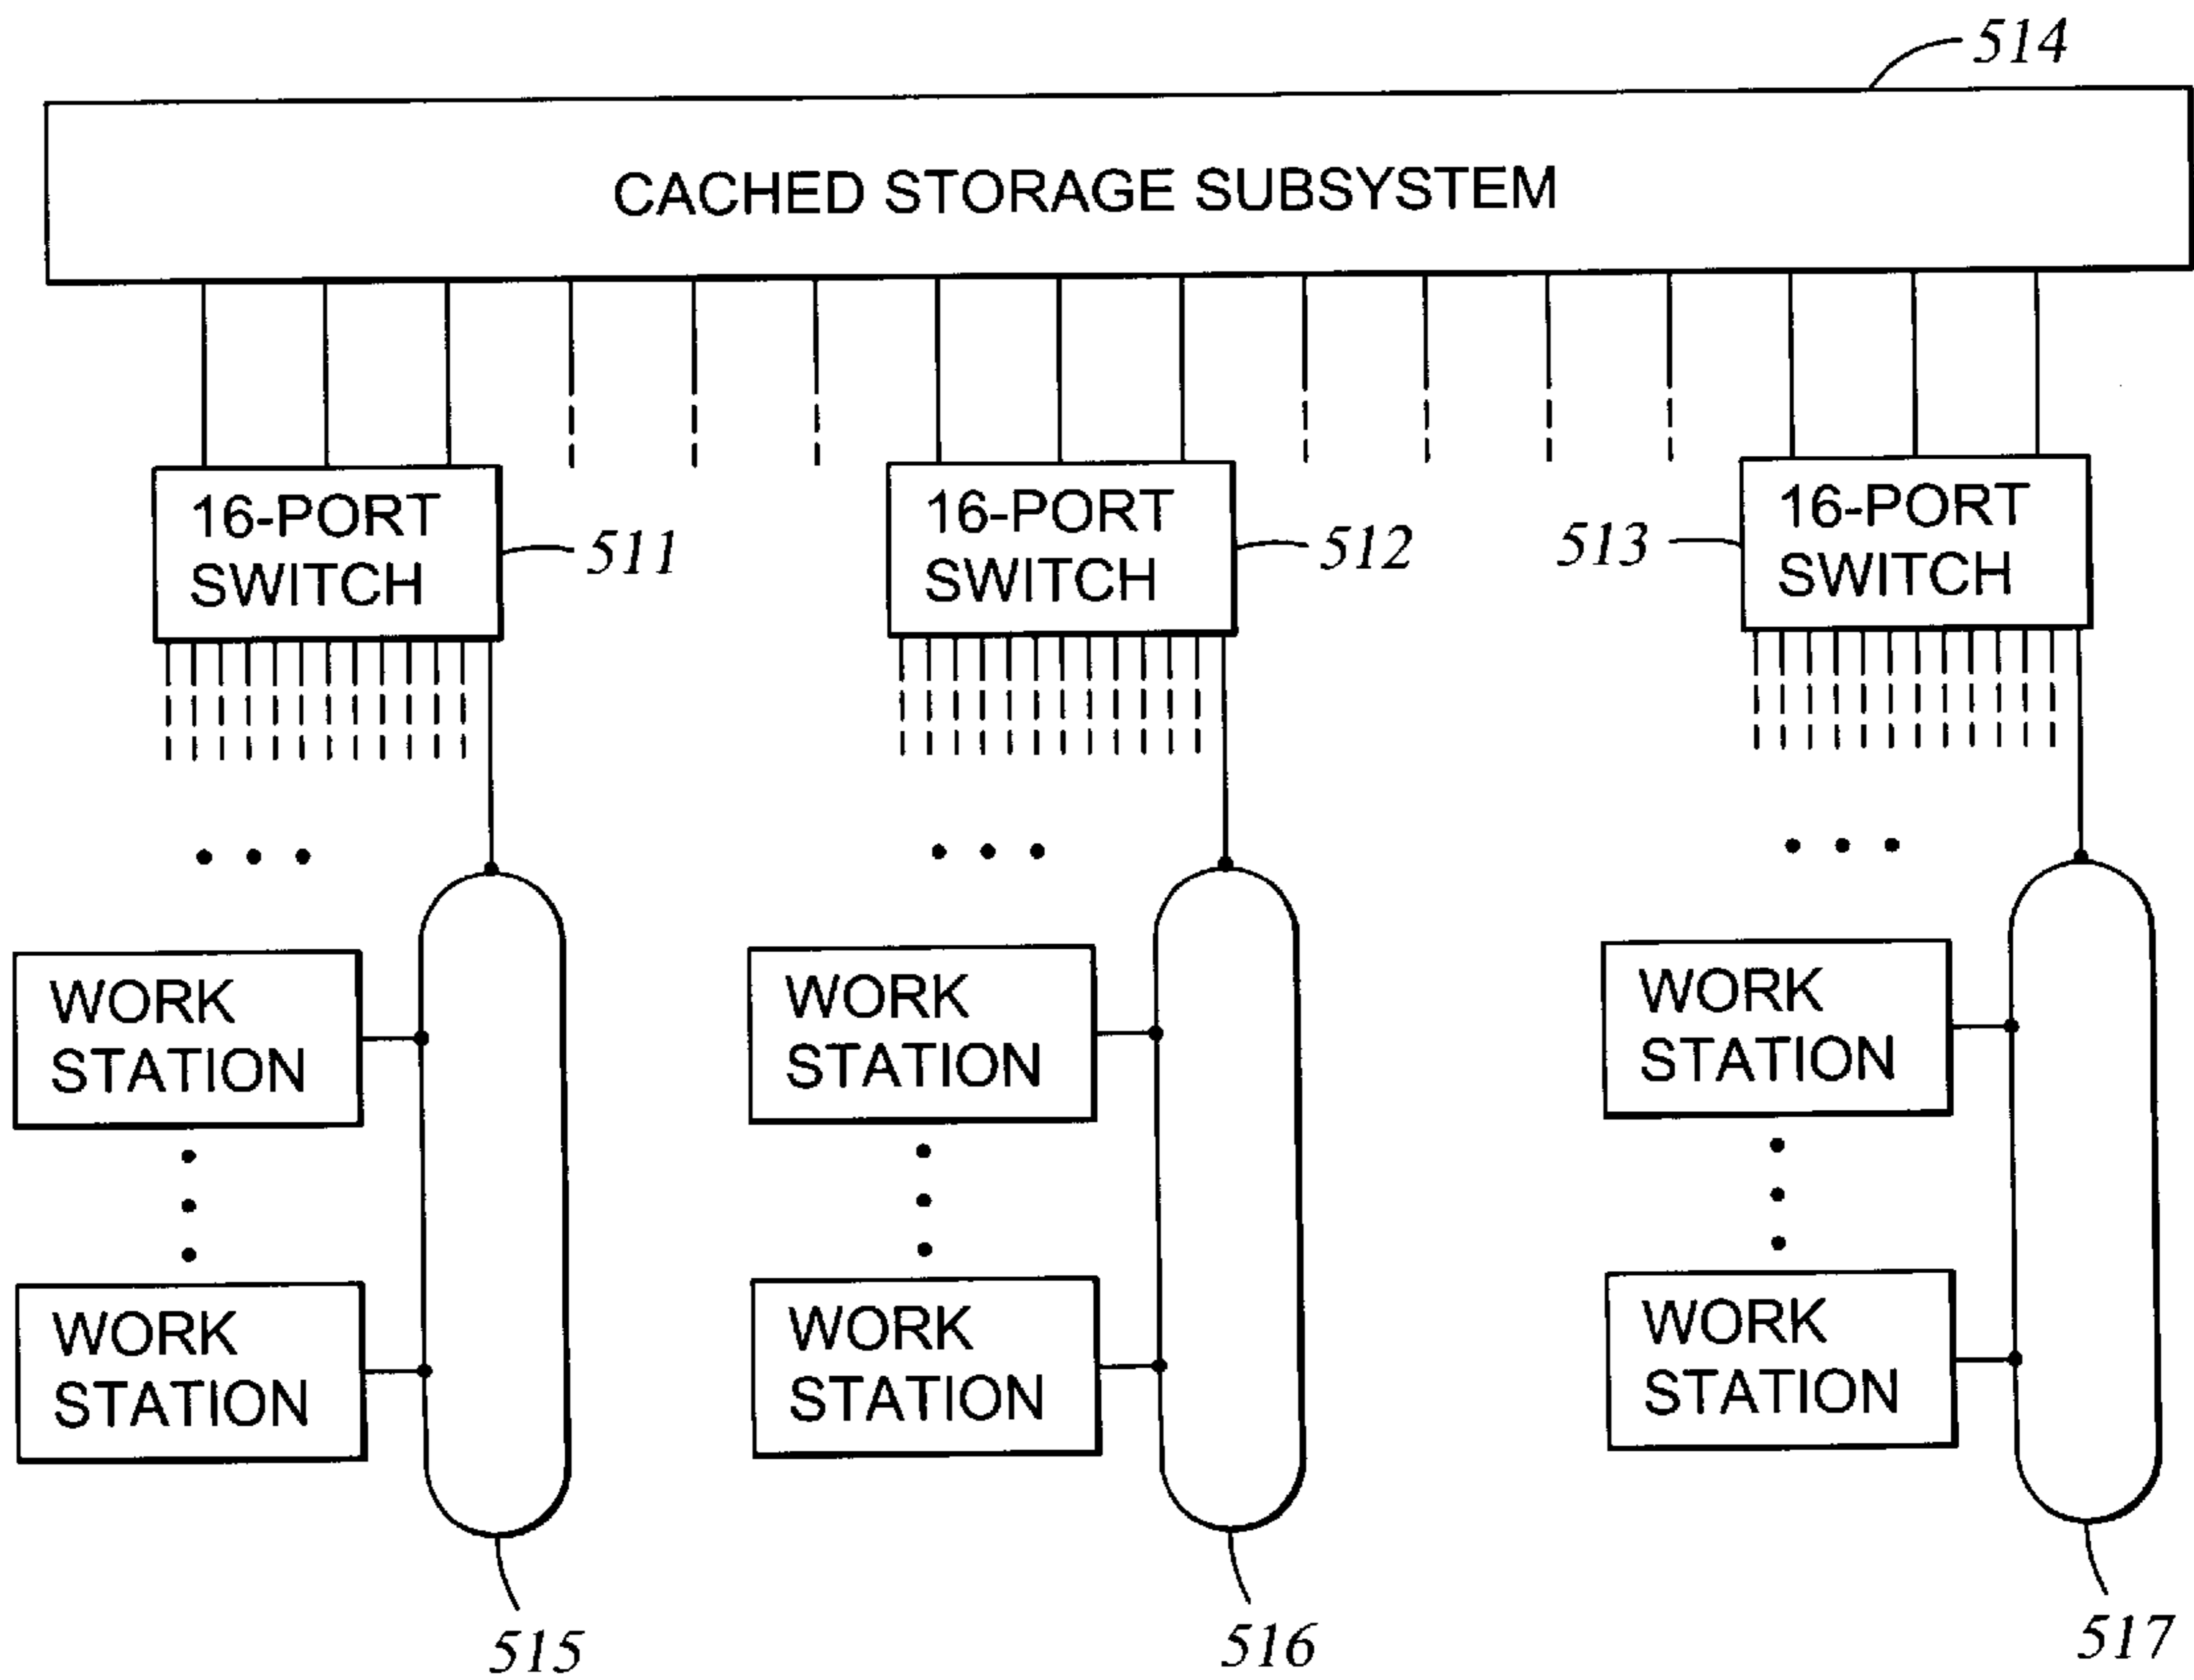 514
CACHED STORAGE SUBSYSTEM
16-PORT
SWITCH
511
16-PORT
SWITCH
512
513
16-PORT
SWITCH
WORK
STATION
WORK
STATION
WORK
STATION
WORK
STATION
WORK
STATION
WORK
STATION
515
516
517